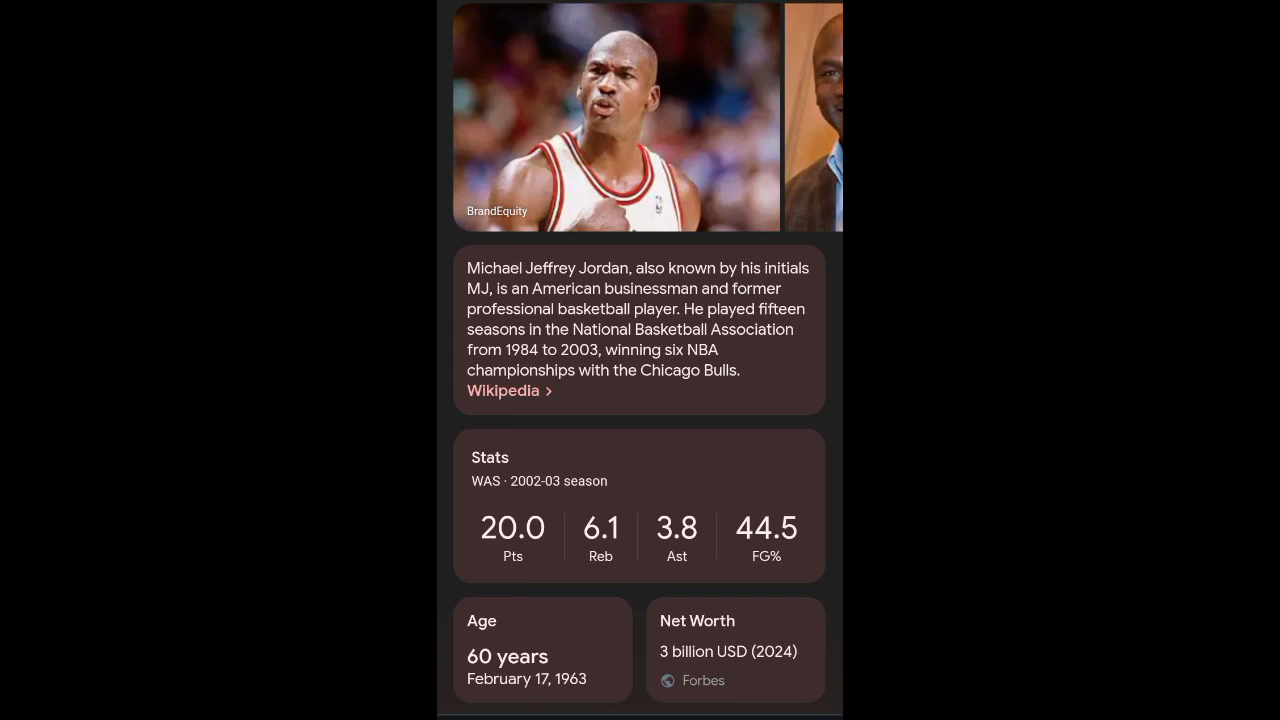 BrandEquity
Michael Jeffrey Jordan, also known by his initials
MJ, is an American businessman and former
professional basketball player. He played fifteen
seasons in the National Basketball Association
from 1984 to 2003, winning six NBA
championships with the Chicago Bulls.
Wikipedia >
Stats
WAS · 2002-03 season
20.0 6.1 3.8 44.5
Pts Reb Ast FG%
Age
60 years
February 17, 1963
Net Worth
3 billion USD (2024)
Forbes